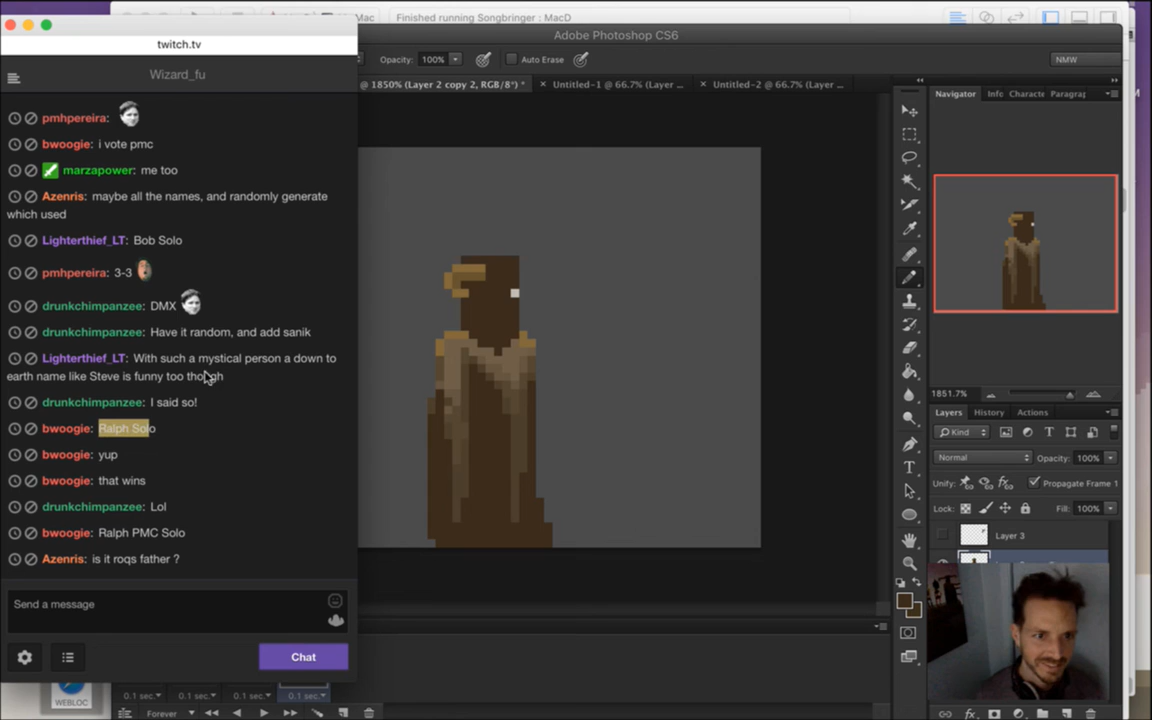 Mac
Finished running Songbringer : MacD
twitch.tv
Adobe Photoshop CS6
Opacity: 100%
Auto Erase
NMW
Wizard_fu
@ 1850% (Layer 2 copy 2, RGB/8*) *
Untitled-1 @ 66.7% (Layer ...
Untitled-2 @ 66.7% (Layer ...
Navigator
Info
Characte
Paragrap
pmhpereira:
bwoogie: i vote pmc
marzapower: me too
Azenris: maybe all the names, and randomly generate
which used
Lighterthief_LT: Bob Solo
pmhpereira: 3-3
drunkchimpanzee: DMX
drunkchimpanzee: Have it random, and add sanik
Lighterthief_LT: With such a mystical person a down to
earth name like Steve is funny too though
drunkchimpanzee: I said so!
bwoogie: Ralph Solo
bwoogie: yup
bwoogie: that wins
drunkchimpanzee: Lol
bwoogie: Ralph PMC Solo
Azenris: is it roqs father ?
Send a message
Chat
1851.7%
Layers
History
Actions
Kind
Normal
Opacity: 100%
Unify:
Propagate Frame 1
Lock:
Fill: 100%
Layer 3
WEBLOC
0.1 sec.
0.1 sec.
0.1 sec.
0.1 sec.
Forever